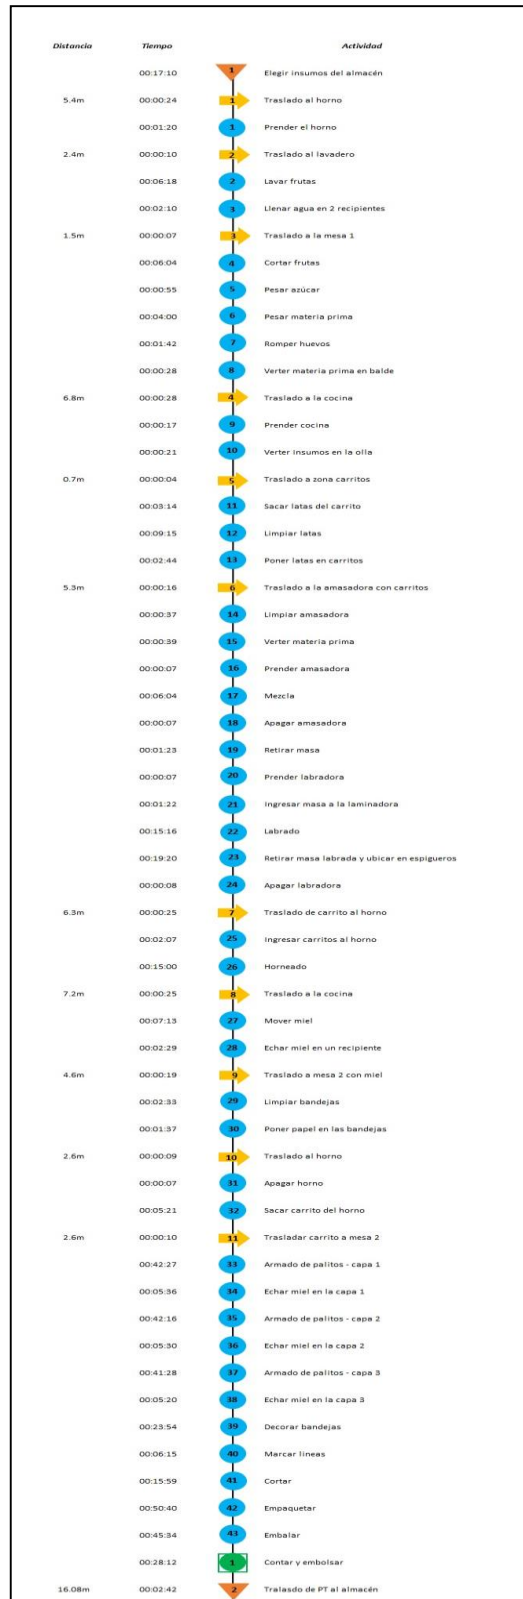 Distancia Tiempo Actividad
00:17:10 1 Elegir insumos del almacén
5.4m 00:00:24 1 Traslado al horno
00:01:20 1 Prender el horno
2.4m 00:00:10 2 Traslado al lavadero
00:06:18 2 Lavar frutas
00:02:10 3 Llenar agua en 2 recipientes
1.5m 00:00:07 3 Traslado a la mesa 1
00:06:04 4 Cortar frutas
00:00:55 5 Pesar azúcar
00:04:00 6 Pesar materia prima
00:01:42 7 Romper huevos
00:00:28 8 Verter materia prima en balde
6.8m 00:00:28 4 Traslado a la cocina
00:00:17 9 Prender cocina
00:00:21 10 Verter insumos en la olla
0.7m 00:00:04 5 Traslado a zona carritos
00:03:14 11 Sacar latas del carrito
00:09:15 12 Limpiar latas
00:02:44 13 Poner latas en carritos
5.3m 00:00:16 6 Traslado a la amasadora con carritos
00:00:37 14 Limpiar amasadora
00:00:39 15 Verter materia prima
00:00:07 16 Prender amasadora
00:06:04 17 Mezcla
00:00:07 18 Apagar amasadora
00:01:23 19 Retirar masa
00:00:07 20 Prender labradora
00:01:22 21 Ingresar masa a la laminadora
00:15:16 22 Labrado
00:19:20 23 Retirar masa labrada y ubicar en espigueros
00:00:08 24 Apagar labradora
6.3m 00:00:25 7 Traslado de carrito al horno
00:02:07 25 Ingresar carritos al horno
00:15:00 26 Horneado
7.2m 00:00:25 8 Traslado a la cocina
00:07:13 27 Mover miel
00:02:29 28 Echar miel en un recipiente
4.6m 00:00:19 9 Traslado a mesa 2 con miel
00:02:33 29 Limpiar bandejas
00:01:37 30 Poner papel en las bandejas
2.6m 00:00:09 10 Traslado al horno
00:00:07 31 Apagar horno
00:05:21 32 Sacar carrito del horno
2.6m 00:00:10 11 Trasladar carrito a mesa 2
00:42:27 33 Armado de palitos - capa 1
00:05:36 34 Echar miel en la capa 1
00:42:16 35 Armado de palitos - capa 2
00:05:30 36 Echar miel en la capa 2
00:41:28 37 Armado de palitos - capa 3
00:05:20 38 Echar miel en la capa 3
00:23:54 39 Decorar bandejas
00:06:15 40 Marcar lineas
00:15:59 41 Cortar
00:50:40 42 Empaquetar
00:45:34 43 Embalar
00:28:12 1 Contar y embolsar
16.08m 00:02:42 2 Tralasdo de PT al almacén